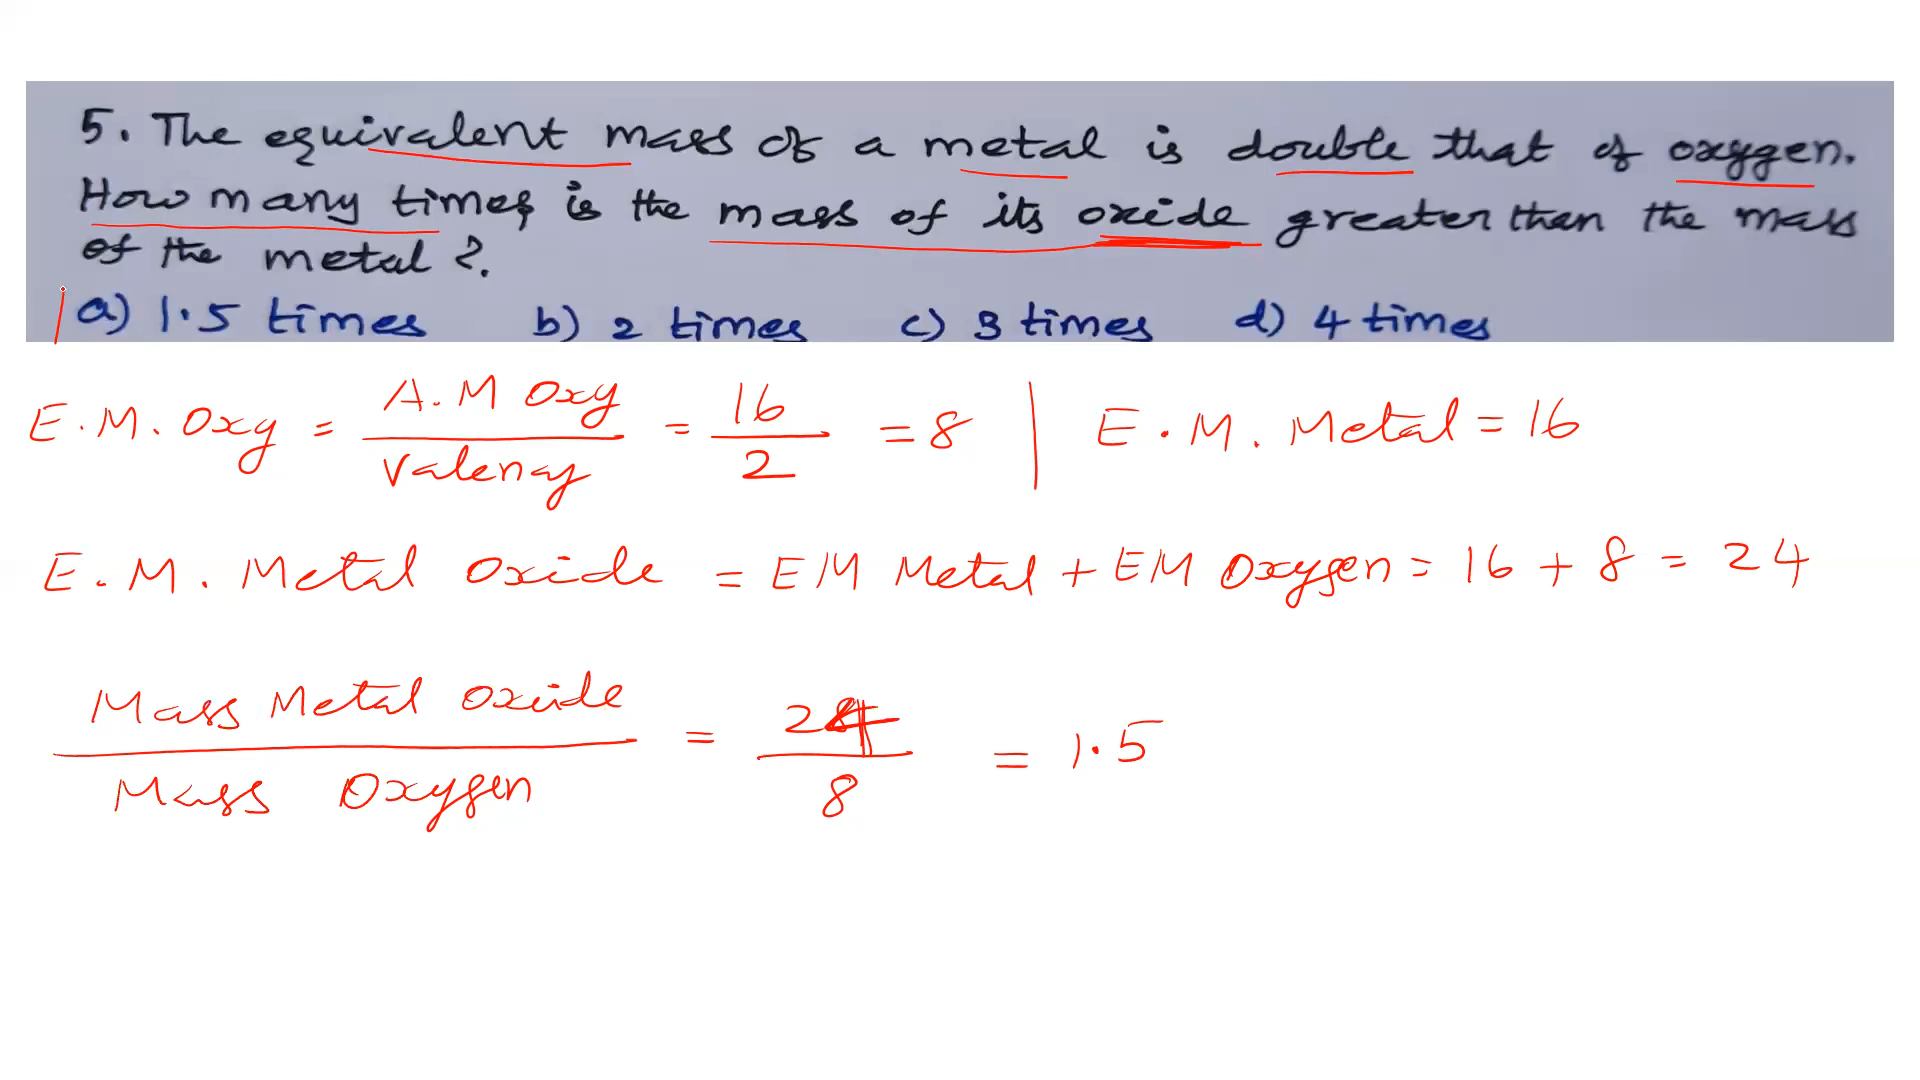 5. The equivalent mass of a metal is double that of oxygen.
How many times is the mass of its oxide greater than the mass
of the metal?.
a) 1.5 times b) 2 times c) 3 times d) 4 times
E.M. Oxy = A.M Oxy / Valency = 16 / 2 = 8 | E.M. Metal = 16
E.M. Metal Oxide = EM Metal + EM Oxygen = 16 + 8 = 24
Mass Metal Oxide / Mass Oxygen = 24 / 8 = 1.5